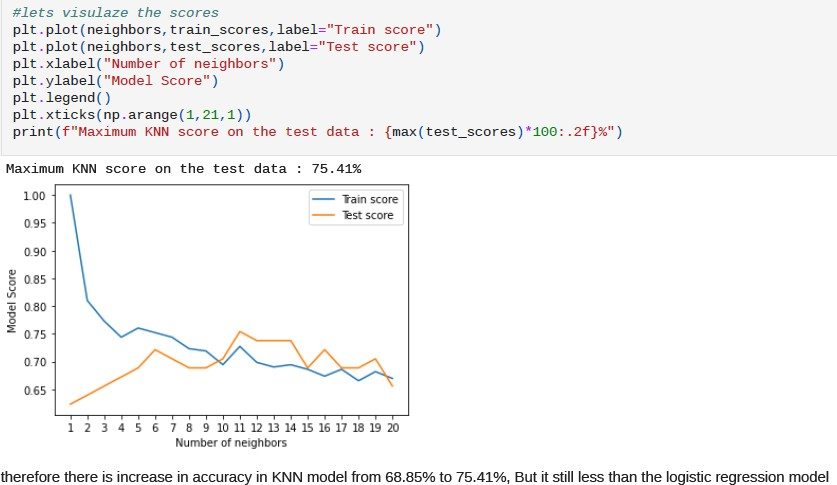 #lets visulaze the scores
plt.plot(neighbors,train_scores,label="Train score")
plt.plot(neighbors,test_scores,label="Test score")
plt.xlabel("Number of neighbors")
plt.ylabel("Model Score")
plt.legend()
plt.xticks(np.arange(1,21,1))
print(f"Maximum KNN score on the test data : {max(test_scores)*100:.2f}%")
Maximum KNN score on the test data : 75.41%
Train score
Test score
1.00
0.95
0.90
0.85
0.80
0.75
0.70
0.65
Model Score
1 2 3 4 5 6 7 8 9 10 11 12 13 14 15 16 17 18 19 20
Number of neighbors
therefore there is increase in accuracy in KNN model from 68.85% to 75.41%, But it still less than the logistic regression model